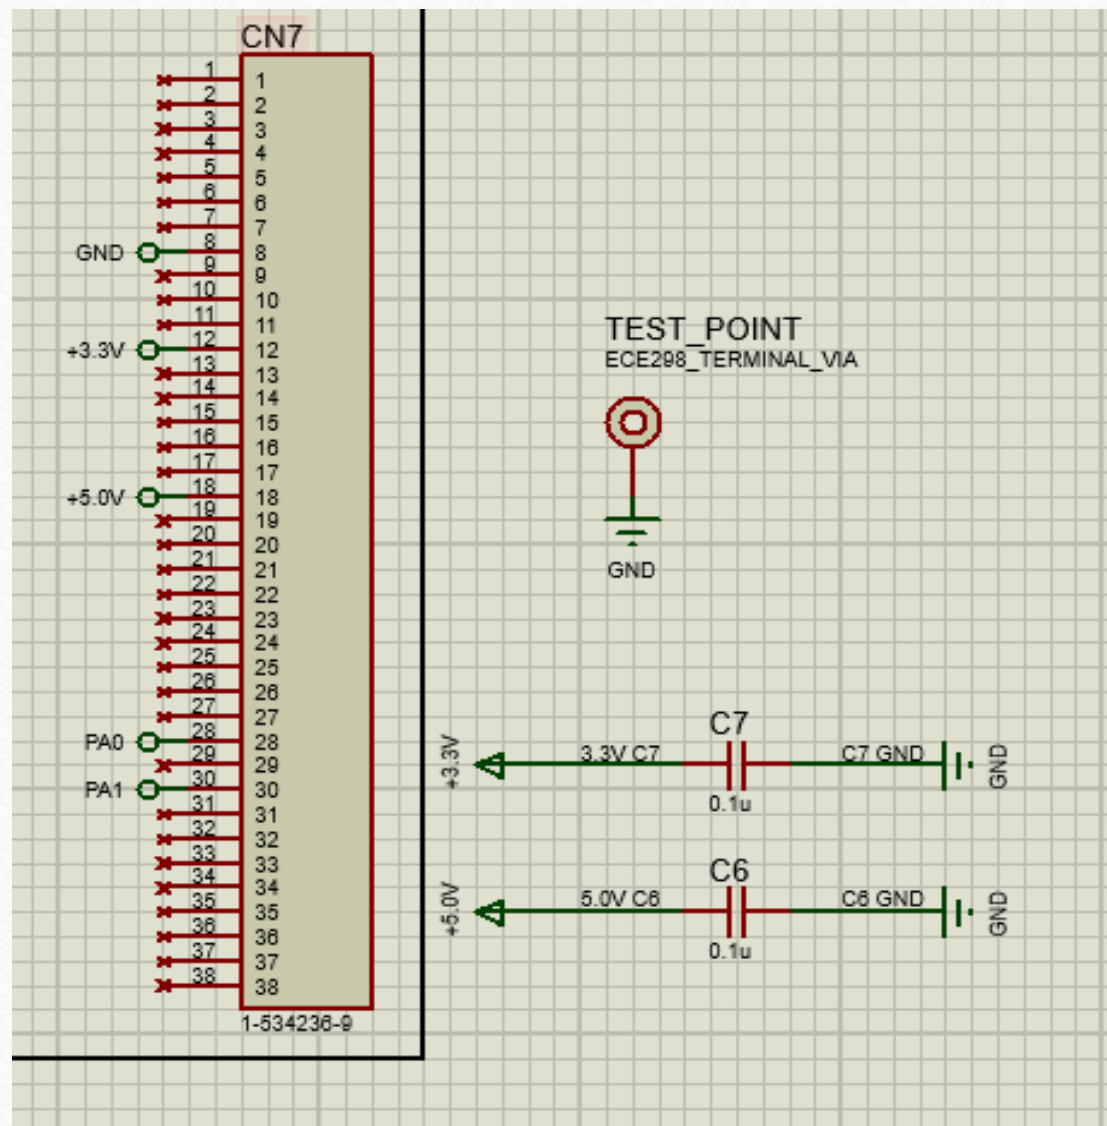 CN7
1 1
2 2
3 3
4 4
5 5
6 6
7 7
GND 8 8
9 9
10 10
11 11
+3.3V 12 12
13 13
14 14
15 15
16 16
17 17
+5.0V 18 18
19 19
20 20
21 21
22 22
23 23
24 24
25 25
26 26
27 27
PA0 28 28
29 29
PA1 30 30
31 31
32 32
33 33
34 34
35 35
36 36
37 37
38 38
1-534236-9
TEST_POINT
ECE298_TERMINAL_VIA
GND
C7
+3.3V 3.3V C7 C7 GND GND
0.1u
C6
+5.0V 5.0V C6 C6 GND GND
0.1u